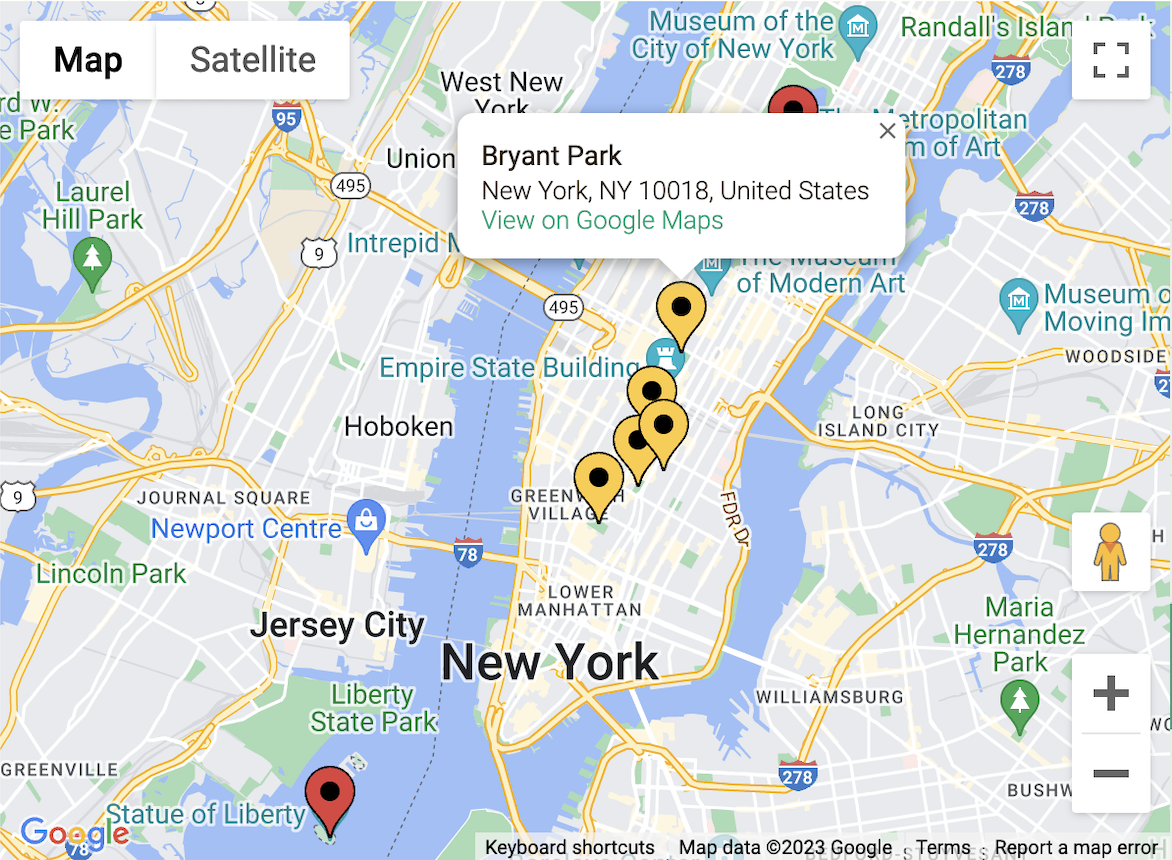 Map
Satellite
Museum of the
City of New York
Randall's Island Park
278
West New
York
95
rd W.
e Park
Bryant Park
New York, NY 10018, United States
View on Google Maps
The Metropolitan
m of Art
Union
495
Laurel
Hill Park
278
9
Intrepid M
The Museum
of Modern Art
495
Museum o
Moving Im
WOODSIDE
Empire State Building
LONG
ISLAND CITY
Hoboken
9
JOURNAL SQUARE
GREENWICH
VILLAGE
Newport Centre
FDR Dr
78
278
H
Lincoln Park
LOWER
MANHATTAN
Maria
Hernandez
Park
Jersey City
New York
Liberty
State Park
WILLIAMSBURG
GREENVILLE
278
BUSHW
Statue of Liberty
Google
78
Keyboard shortcuts
Map data ©2023 Google
Terms
Report a map error